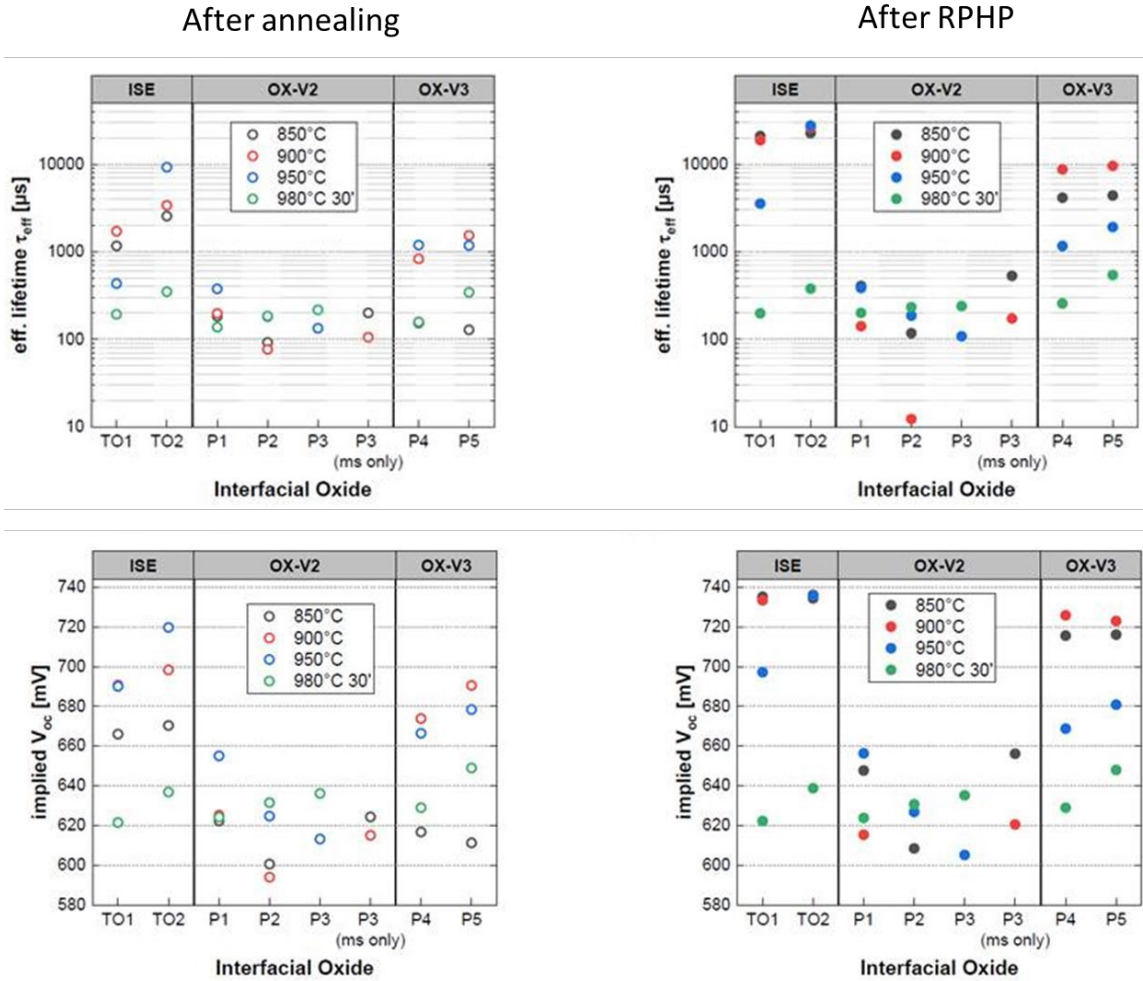 After annealing
After RPHP
ISE OX-V2 OX-V3
850°C
900°C
950°C
980°C 30'
10000
1000
100
10
eff. lifetime τeff [µs]
TO1 TO2 P1 P2 P3 P3 P4 P5
(ms only)
Interfacial Oxide
ISE OX-V2 OX-V3
850°C
900°C
950°C
980°C 30'
10000
1000
100
10
eff. lifetime τeff [µs]
TO1 TO2 P1 P2 P3 P3 P4 P5
(ms only)
Interfacial Oxide
ISE OX-V2 OX-V3
850°C
900°C
950°C
980°C 30'
740
720
700
680
660
640
620
600
580
implied Voc [mV]
TO1 TO2 P1 P2 P3 P3 P4 P5
(ms only)
Interfacial Oxide
ISE OX-V2 OX-V3
850°C
900°C
950°C
980°C 30'
740
720
700
680
660
640
620
600
580
implied Voc [mV]
TO1 TO2 P1 P2 P3 P3 P4 P5
(ms only)
Interfacial Oxide